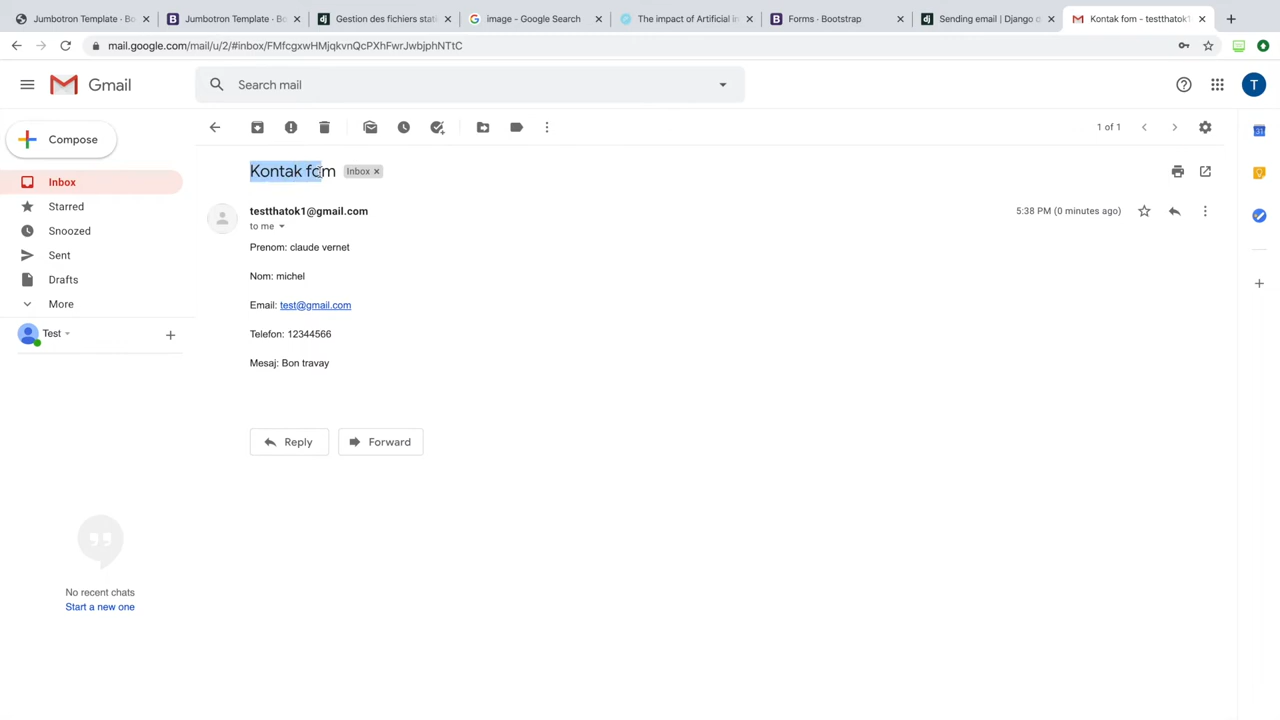 Jumbotron Template · Bo
Jumbotron Template · Bo
Gestion des fichiers stati
image - Google Search
The impact of Artificial in
Forms · Bootstrap
Sending email | Django d
Kontak fom - testthatok1
mail.google.com/mail/u/2/#inbox/FMfcgxwHMjqkvnQcPXhFwrJwbjphNTtC
Gmail
Search mail
T
Compose
1 of 1
31
Kontak fom
Inbox
Inbox
Starred
testthatok1@gmail.com
5:38 PM (0 minutes ago)
to me
Snoozed
Prenom: claude vernet
Sent
Nom: michel
Drafts
More
Email: test@gmail.com
Test
Telefon: 12344566
Mesaj: Bon travay
Reply
Forward
No recent chats
Start a new one